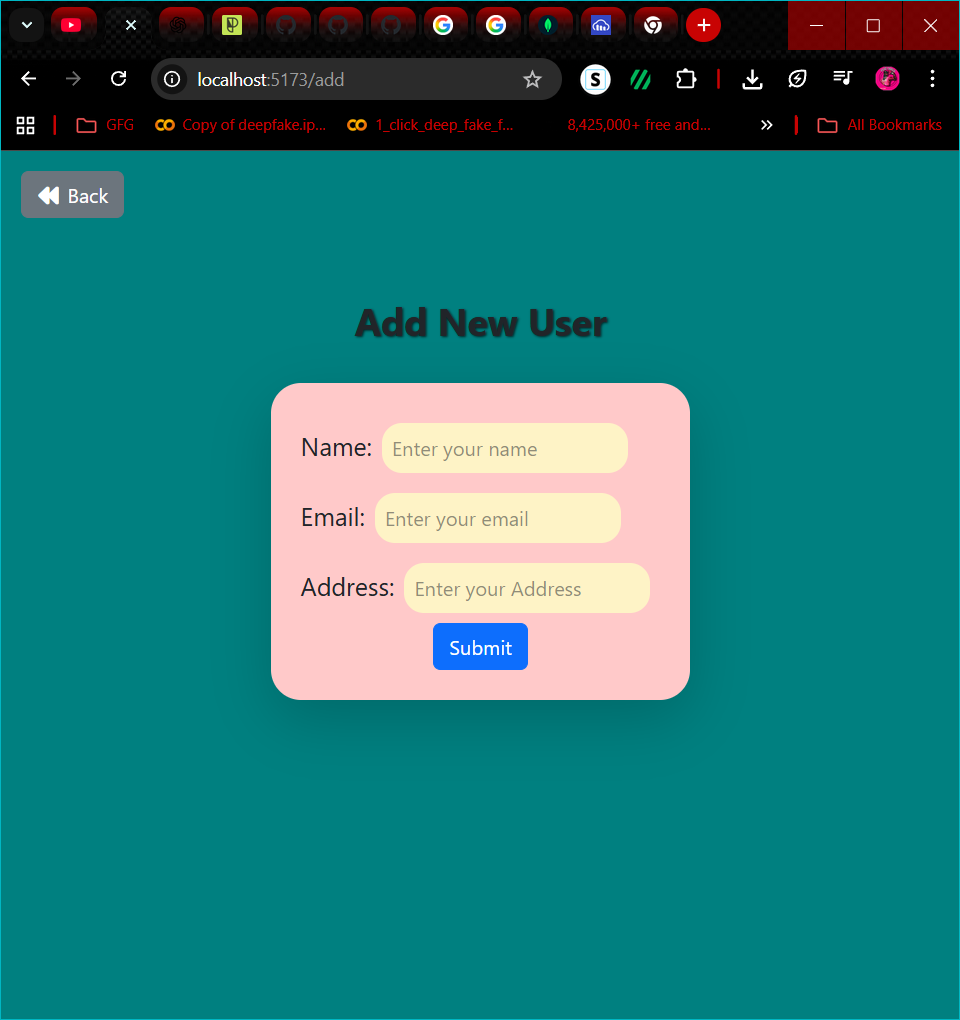 localhost:5173/add
GFG
Copy of deepfake.ip...
1_click_deep_fake_f...
8,425,000+ free and...
All Bookmarks
Back
Add New User
Name: Enter your name
Email: Enter your email
Address: Enter your Address
Submit